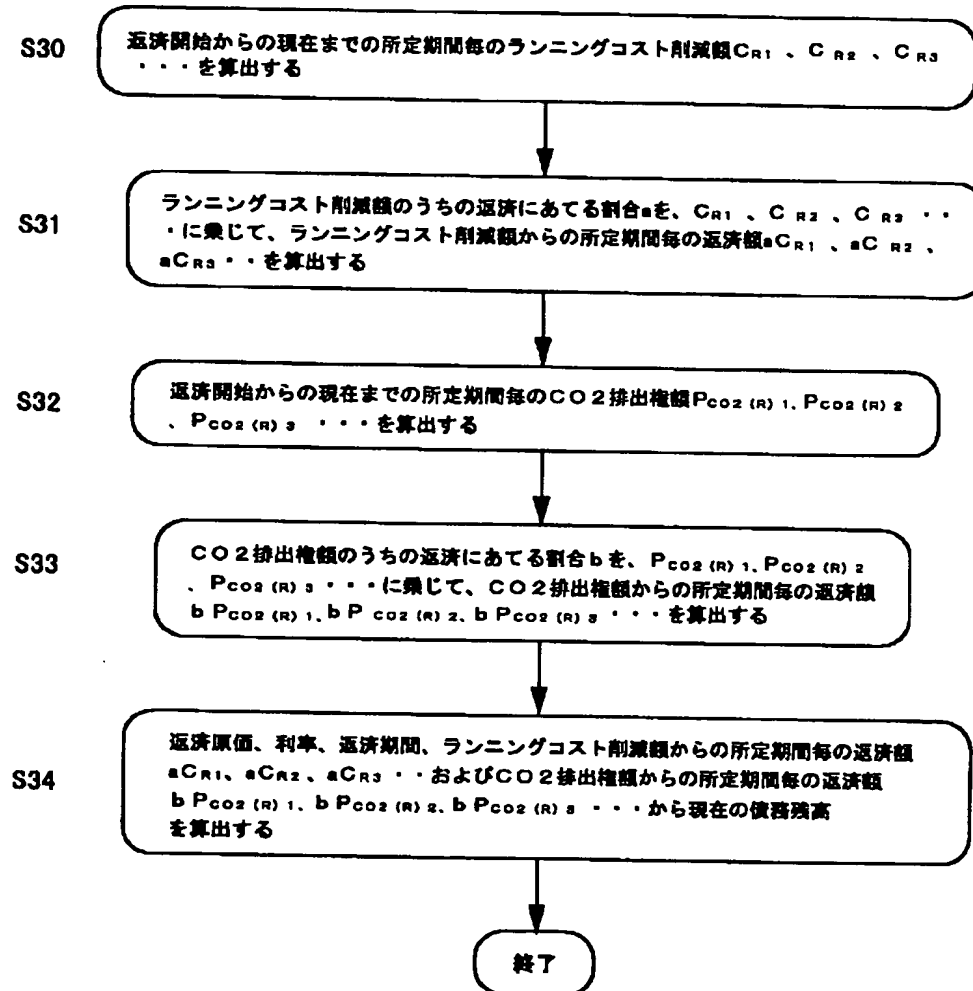 S30
返済開始からの現在までの所定期間毎のランニングコスト削減額CR1 、C R2 、C R3
・・・を算出する
S31
ランニングコスト削減額のうちの返済にあてる割合aを、CR1 、C R2 、C R3 ・・
・に乗じて、ランニングコスト削減額からの所定期間毎の返済額aCR1 、aC R2 、
aCR3・・を算出する
S32
返済開始からの現在までの所定期間毎のCO2排出権額PCO2 (R) 1、PCO2 (R) 2
、PCO2 (R) 3 ・・・を算出する
S33
CO2排出権額のうちの返済にあてる割合bを、PCO2 (R) 1、PCO2 (R) 2
、PCO2 (R) 3 ・・・に乗じて、CO2排出権額からの所定期間毎の返済額
b PCO2 (R) 1、b P CO2 (R) 2、b PCO2 (R) 3 ・・・を算出する
S34
返済原価、利率、返済期間、ランニングコスト削減額からの所定期間毎の返済額
aCR1、aCR2、aCR3・・およびCO2排出権額からの所定期間毎の返済額
b PCO2 (R) 1、b PCO2 (R) 2、b PCO2 (R) 3 ・・・から現在の債務残高
を算出する
終了